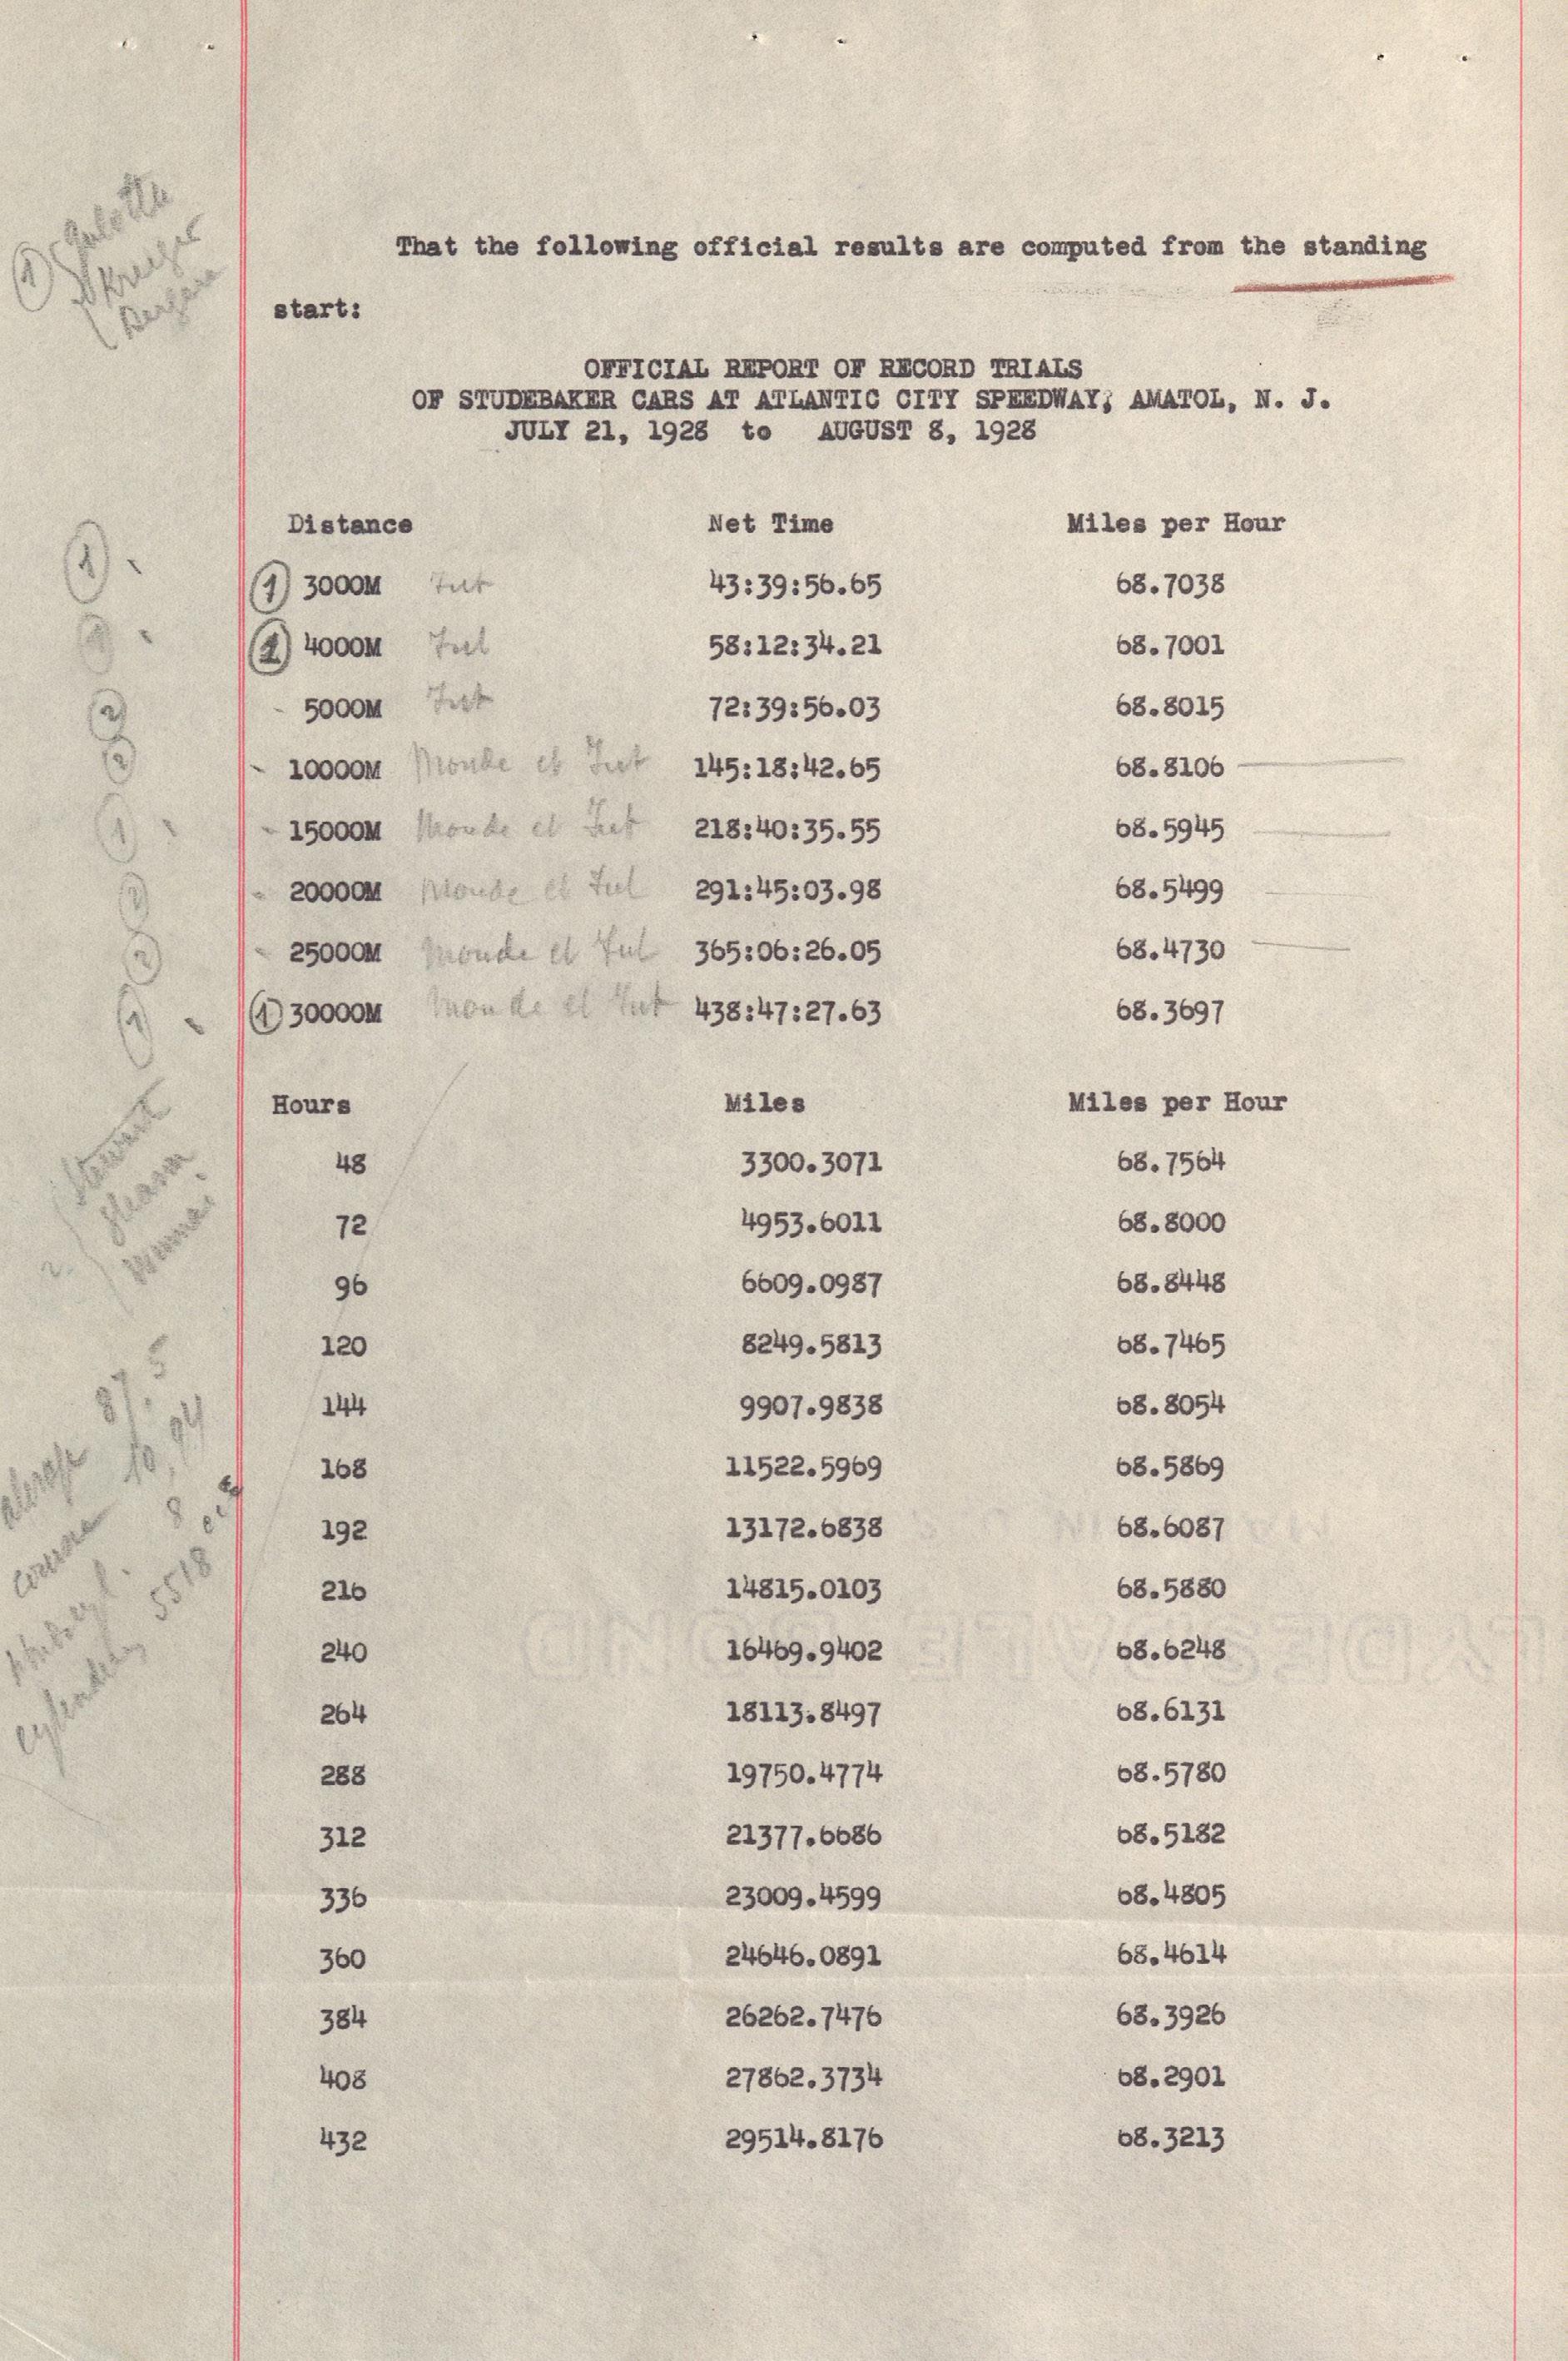 That the following official results are computed from the standing
start:
OFFICIAL REPORT OF RECORD TRIALS
OF STUDEBAKER CARS AT ATLANTIC CITY SPEEDWAY, AMATOL, N. J.
JULY 21, 1928 to AUGUST 8, 1928
Distance Net Time Miles per Hour
(1) 3000M 43:39:56.65 68.7038
(2) 4000M 58:12:34.21 68.7001
- 5000M 72:39:56.03 68.8015
- 10000M Monde et 145:18:42.65 68.8106
- 15000M Monde et 218:40:35.55 68.5945
- 20000M Monde et 291:45:03.98 68.5499
- 25000M Monde et 365:06:26.05 68.4730
(1) 30000M Monde et 438:47:27.63 68.3697
Hours Miles Miles per Hour
48 3300.3071 68.7564
72 4953.6011 68.8000
96 6609.0987 68.8448
120 8249.5813 68.7465
144 9907.9838 68.8054
168 11522.5969 68.5869
192 13172.6838 68.6087
216 14815.0103 68.5880
240 16469.9402 68.6248
264 18113.8497 68.6131
288 19750.4774 68.5780
312 21377.6686 68.5182
336 23009.4599 68.4805
360 24646.0891 68.4614
384 26262.7476 68.3926
408 27862.3734 68.2901
432 29514.8176 68.3213